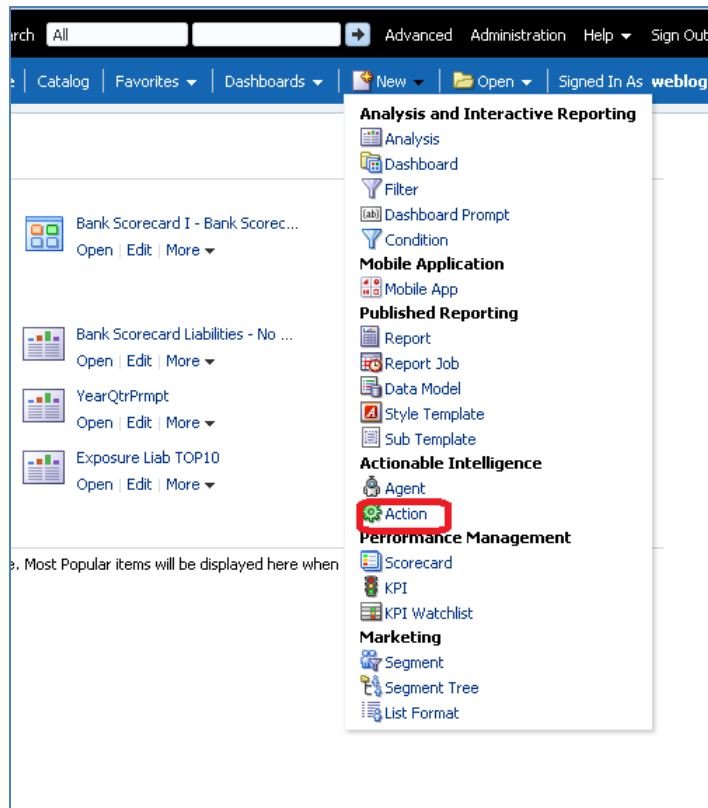 rch All Advanced Administration Help Sign Out
Catalog Favorites Dashboards New Open Signed In As weblog
Analysis and Interactive Reporting
Analysis
Dashboard
Filter
Dashboard Prompt
Condition
Mobile Application
Mobile App
Published Reporting
Report
Report Job
Data Model
Style Template
Sub Template
Actionable Intelligence
Agent
Action
Performance Management
Scorecard
KPI
KPI Watchlist
Marketing
Segment
Segment Tree
List Format
Bank Scorecard I - Bank Scorec...
Open | Edit | More
Bank Scorecard Liabilities - No ...
Open | Edit | More
YearQtrPrmpt
Open | Edit | More
Exposure Liab TOP10
Open | Edit | More
e. Most Popular items will be displayed here when